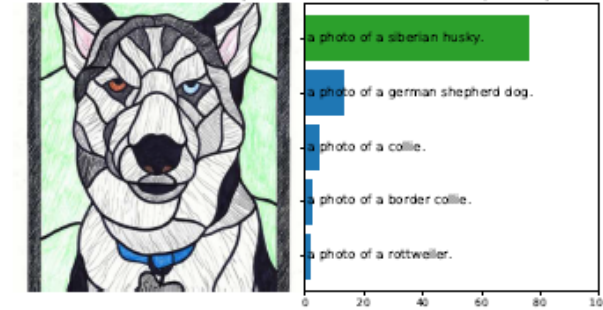 a photo of a siberian husky.
a photo of a german shepherd dog.
a photo of a collie.
a photo of a border collie.
a photo of a rottweiler.
0 20 40 60 80 100